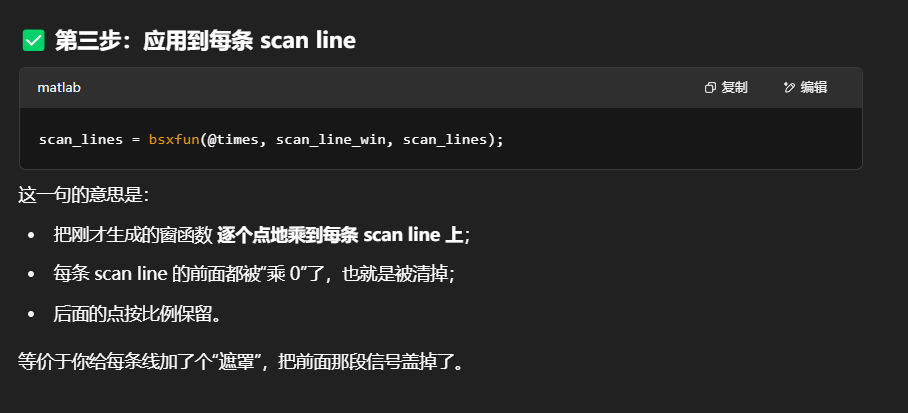 ✅ 第三步：应用到每条 scan line
matlab 复制 编辑
scan_lines = bsxfun(@times, scan_line_win, scan_lines);
这一句的意思是：
• 把刚才生成的窗函数 逐个点地乘到每条 scan line 上；
• 每条 scan line 的前面都被“乘 0”了，也就是被清掉；
• 后面的点按比例保留。
等价于你给每条线加了个“遮罩”，把前面那段信号盖掉了。